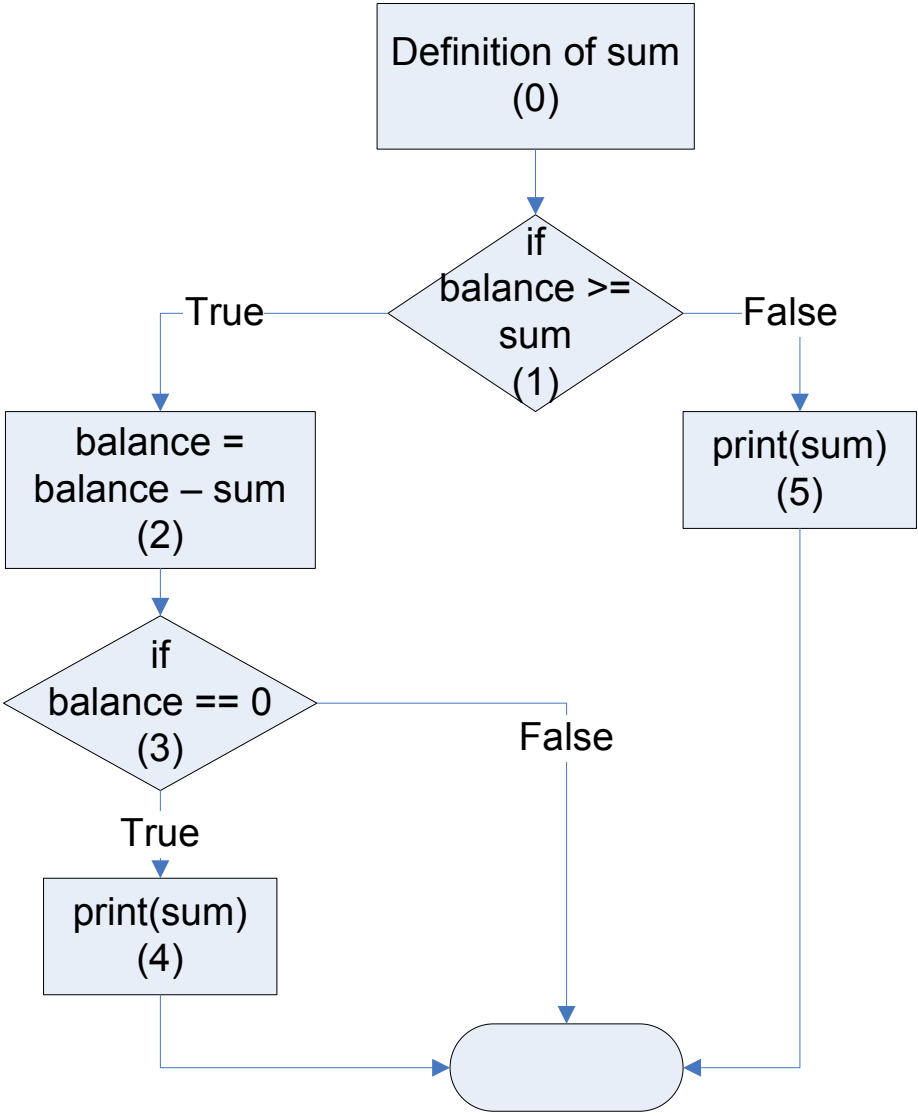 Definition of sum
(0)
if
balance >=
sum
(1)
True
False
balance =
balance – sum
(2)
print(sum)
(5)
if
balance == 0
(3)
False
True
print(sum)
(4)